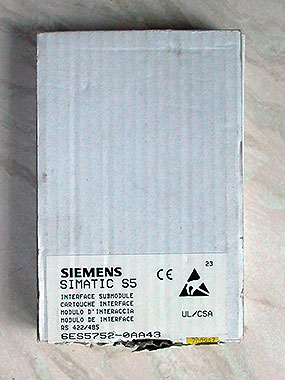 SIEMENS
SIMATIC S5
INTERFACE SUBMODULE
CARTOUCHE INTERFACE
MODULO D'INTERACCIA
MODULO DE INTERFACE
RS 422/485
6ES5752-0AA43
CE
23
UL/CSA